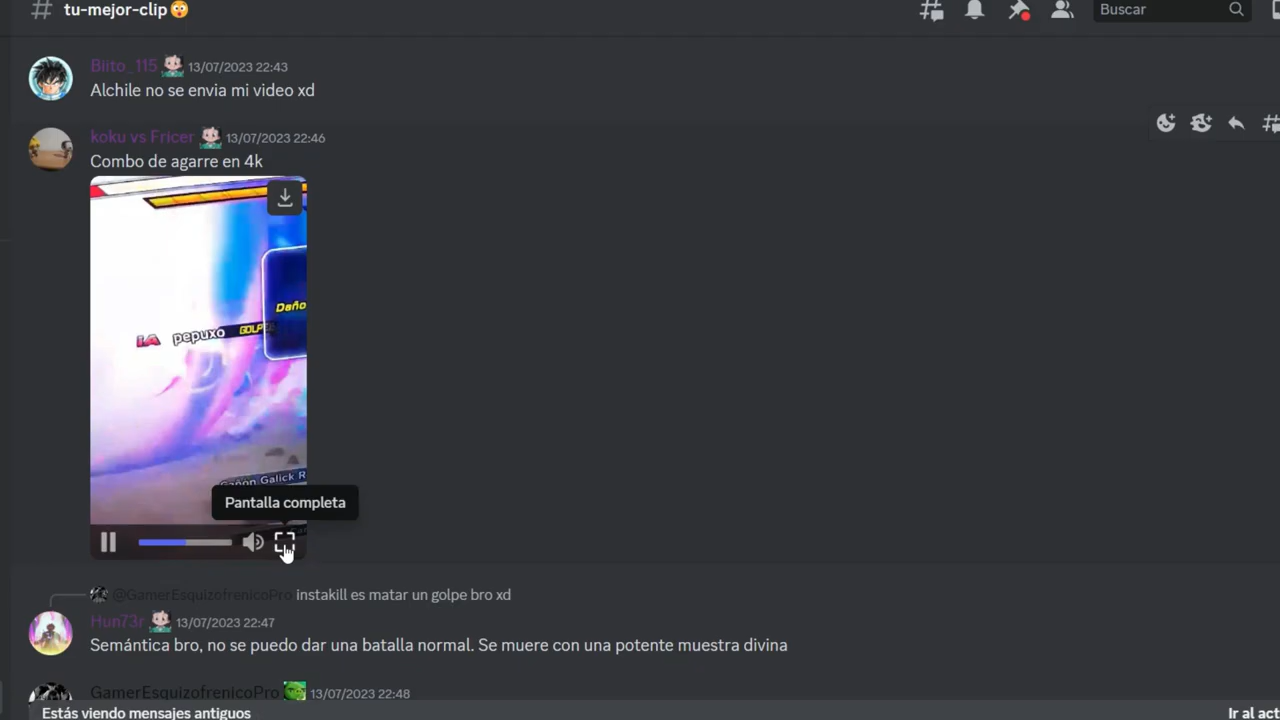 # tu-mejor-clip😳
Buscar
Biito_115 13/07/2023 22:43
Alchile no se envia mi video xd
koku vs Fricer 13/07/2023 22:46
Combo de agarre en 4k
Daño
iA pepuxo
Cañon Galick R
Pantalla completa
@GamerEsquizofrenicoPro instakill es matar un golpe bro xd
Hun73r 13/07/2023 22:47
Semántica bro, no se puedo dar una batalla normal. Se muere con una potente muestra divina
GamerEsquizofrenicoPro 13/07/2023 22:48
Estás viendo mensajes antiguos
Ir al act